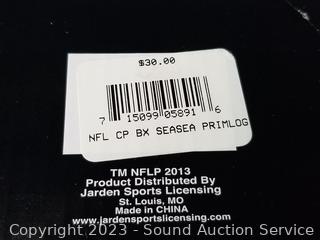 $30.00
7 15099 05891 6
NFL CP BX SEASEA PRIMLOG
TM NFLP 2013
Product Distributed By
Jarden Sports Licensing
St. Louis, MO
Made in CHINA
www.jardensportslicensing.com
Copyright 2023 - Sound Auction Service